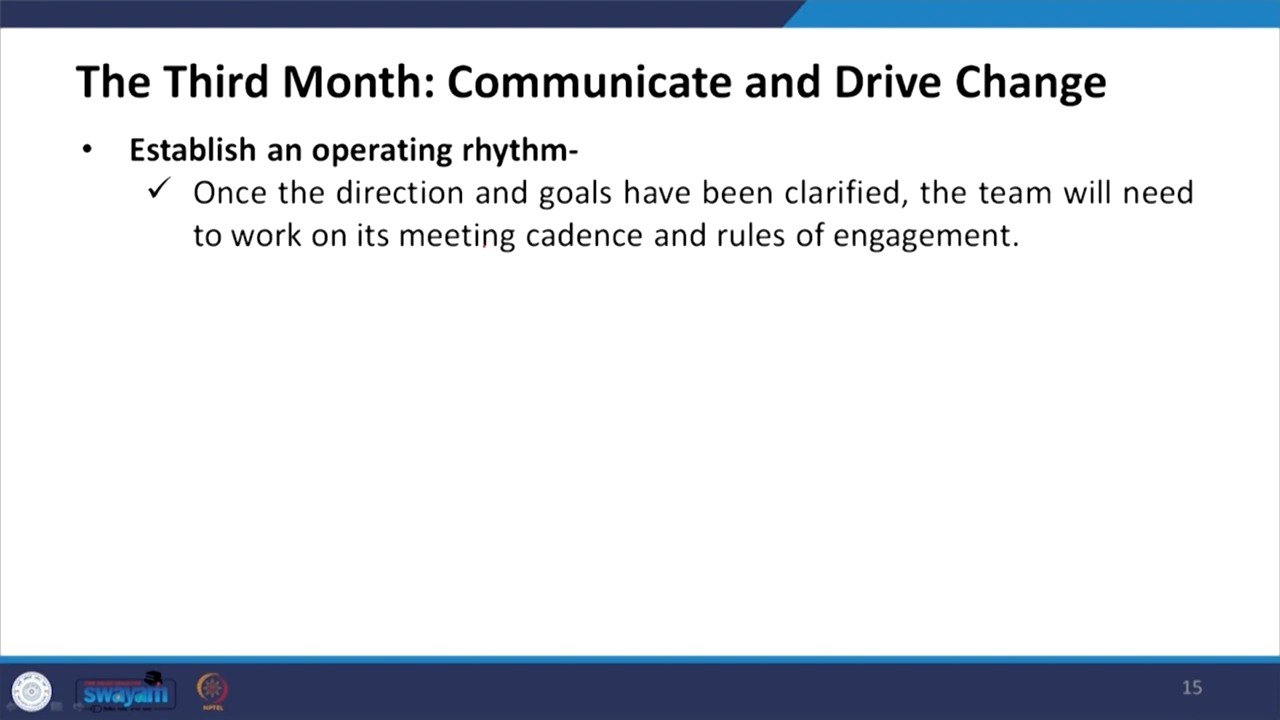 The Third Month: Communicate and Drive Change
• Establish an operating rhythm-
✓ Once the direction and goals have been clarified, the team will need
to work on its meeting cadence and rules of engagement.
swayam
NPTEL
15